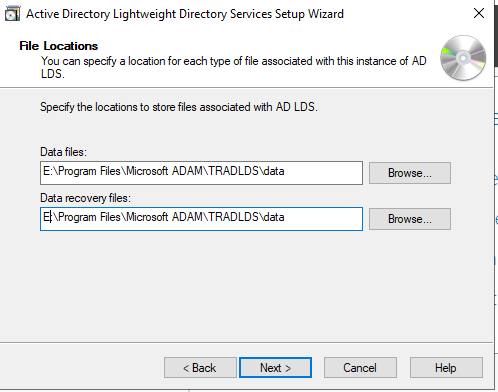 Active Directory Lightweight Directory Services Setup Wizard
File Locations
You can specify a location for each type of file associated with this instance of AD
LDS.
Specify the locations to store files associated with AD LDS.
Data files:
E:\Program Files\Microsoft ADAM\TRADLDS\data
Browse...
Data recovery files:
E:\Program Files\Microsoft ADAM\TRADLDS\data
Browse...
< Back
Next >
Cancel
Help